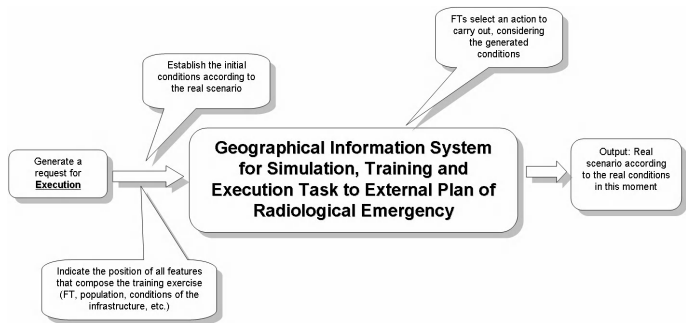 FTs select an action to
carry out, considering
the generated
conditions
Establish the initial
conditions according to
the real scenario
Generate a
request for
Execution
Geographical Information System
for Simulation, Training and
Execution Task to External Plan of
Radiological Emergency
Output: Real
scenario according
to the real conditions
in this moment
Indicate the position of all features
that compose the training exercise
(FT, population, conditions of the
infrastructure, etc.)